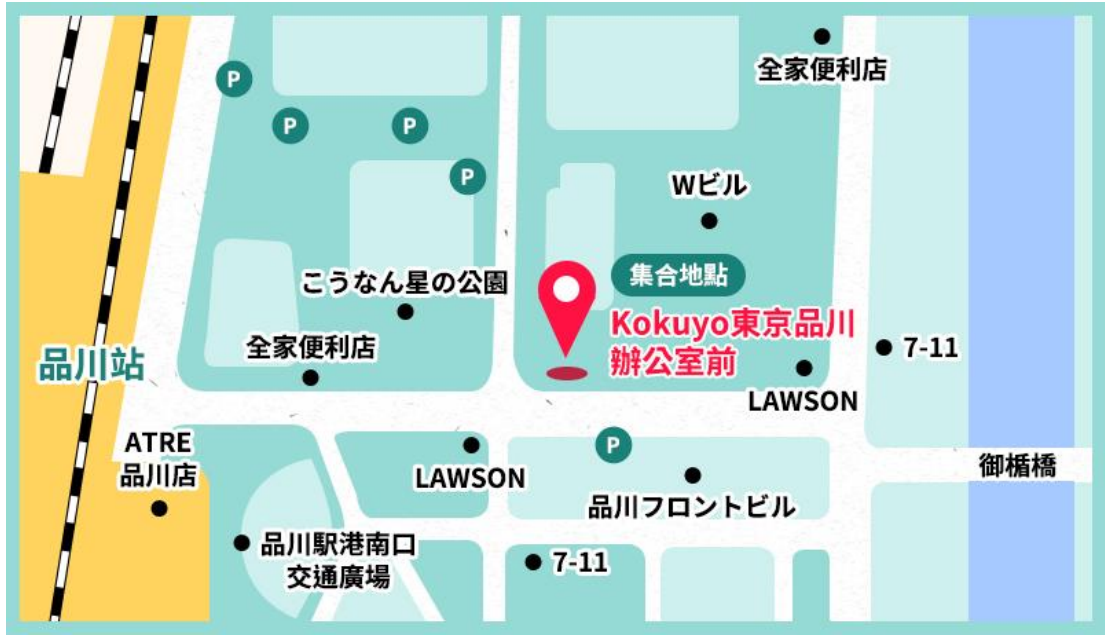 全家便利店
P
P
P
P
Wビル
集合地點
こうなん星の公園
Kokuyo東京品川
辦公室前
全家便利店
7-11
品川站
LAWSON
ATRE
品川店
P
LAWSON
御楯橋
品川フロントビル
品川駅港南口
交通廣場
7-11